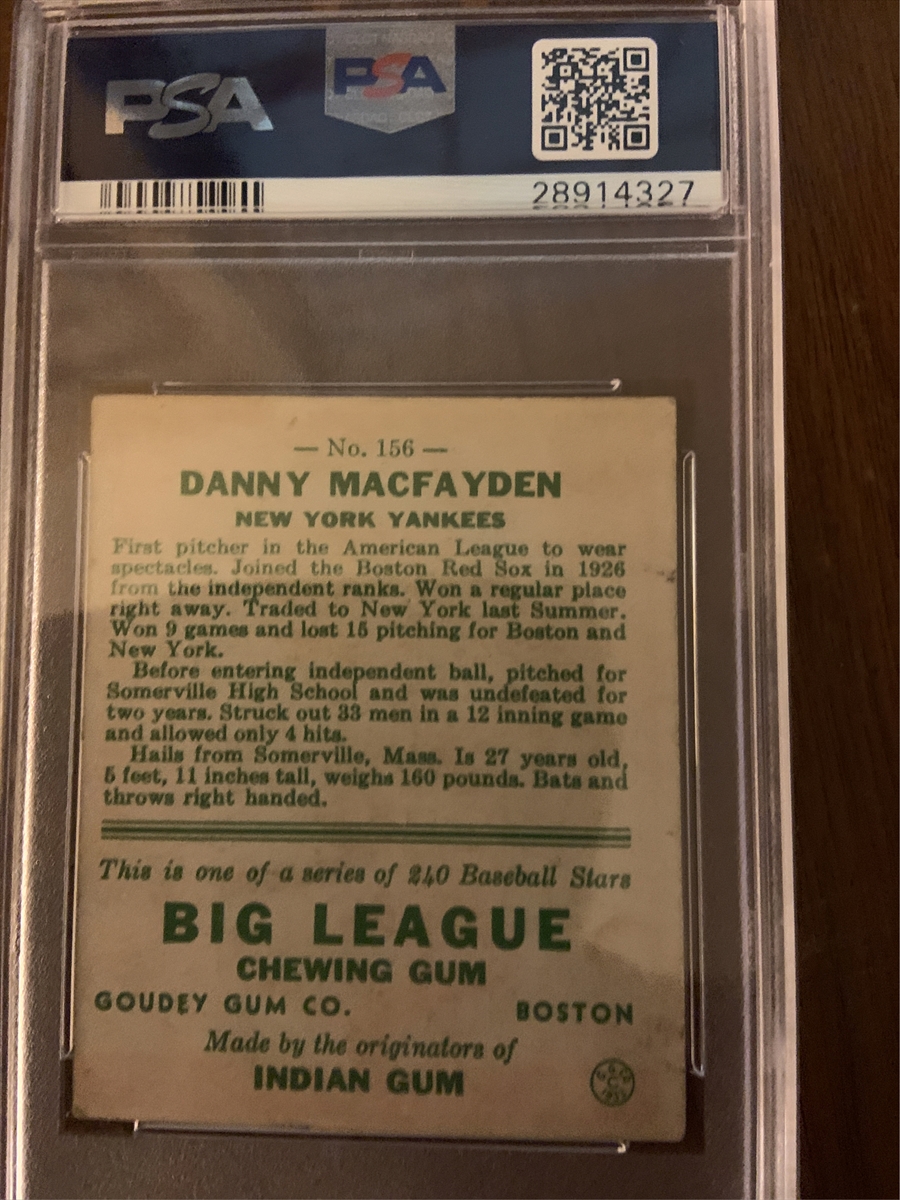 PSA
PSA
28914327
— No. 156 —
DANNY MACFAYDEN
NEW YORK YANKEES
First pitcher in the American League to wear
spectacles. Joined the Boston Red Sox in 1926
from the independent ranks. Won a regular place
right away. Traded to New York last Summer.
Won 9 games and lost 15 pitching for Boston and
New York.
Before entering independent ball, pitched for
Somerville High School and was undefeated for
two years. Struck out 33 men in a 12 inning game
and allowed only 4 hits.
Hails from Somerville, Mass. Is 27 years old,
5 feet, 11 inches tall, weighs 160 pounds. Bats and
throws right handed.
This is one of a series of 240 Baseball Stars
BIG LEAGUE
CHEWING GUM
GOUDEY GUM CO. BOSTON
Made by the originators of
INDIAN GUM